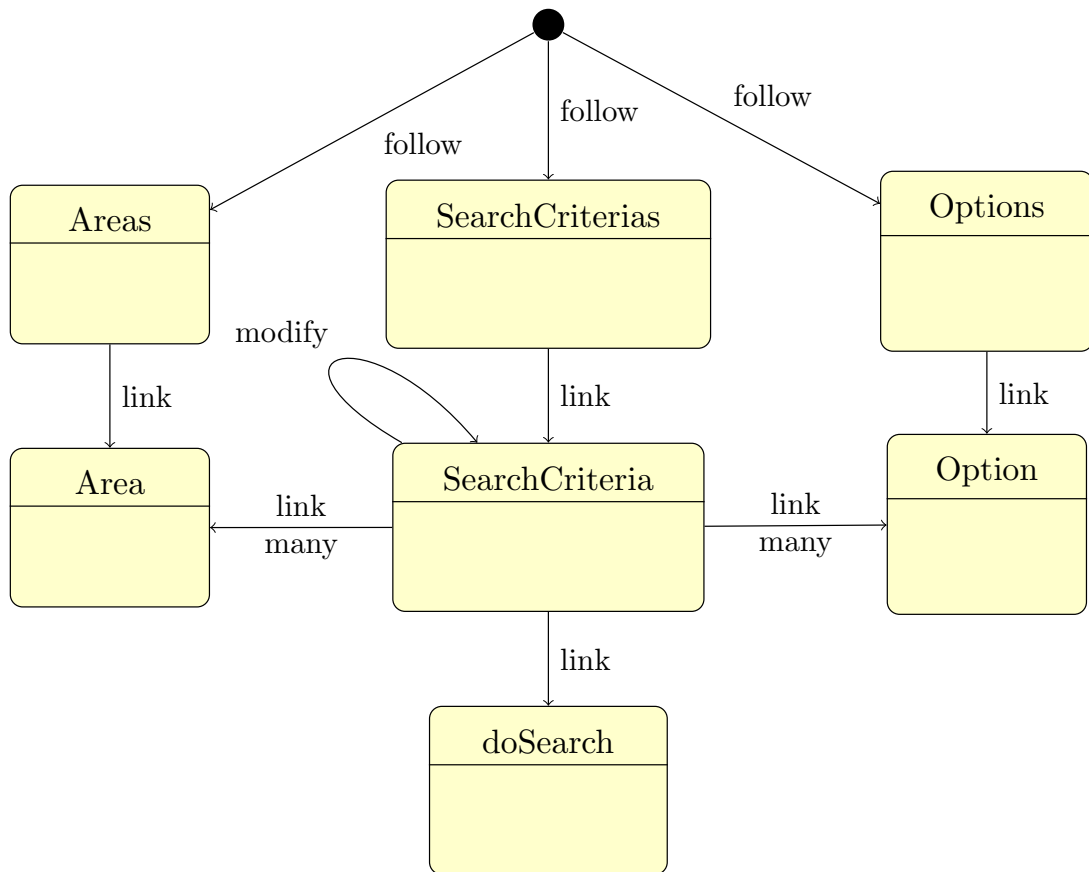 follow
follow
follow
Areas
SearchCriterias
Options
modify
link
link
link
Area
SearchCriteria
Option
link
many
link
many
link
doSearch